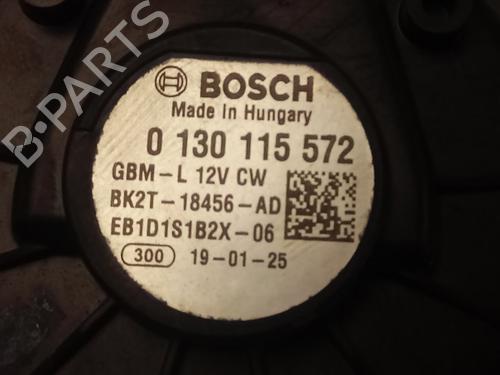 B-PARTS
BOSCH
Made in Hungary
0 130 115 572
GBM-L 12V CW
BK2T-18456-AD
EB1D1S1B2X-06
300 19-01-25